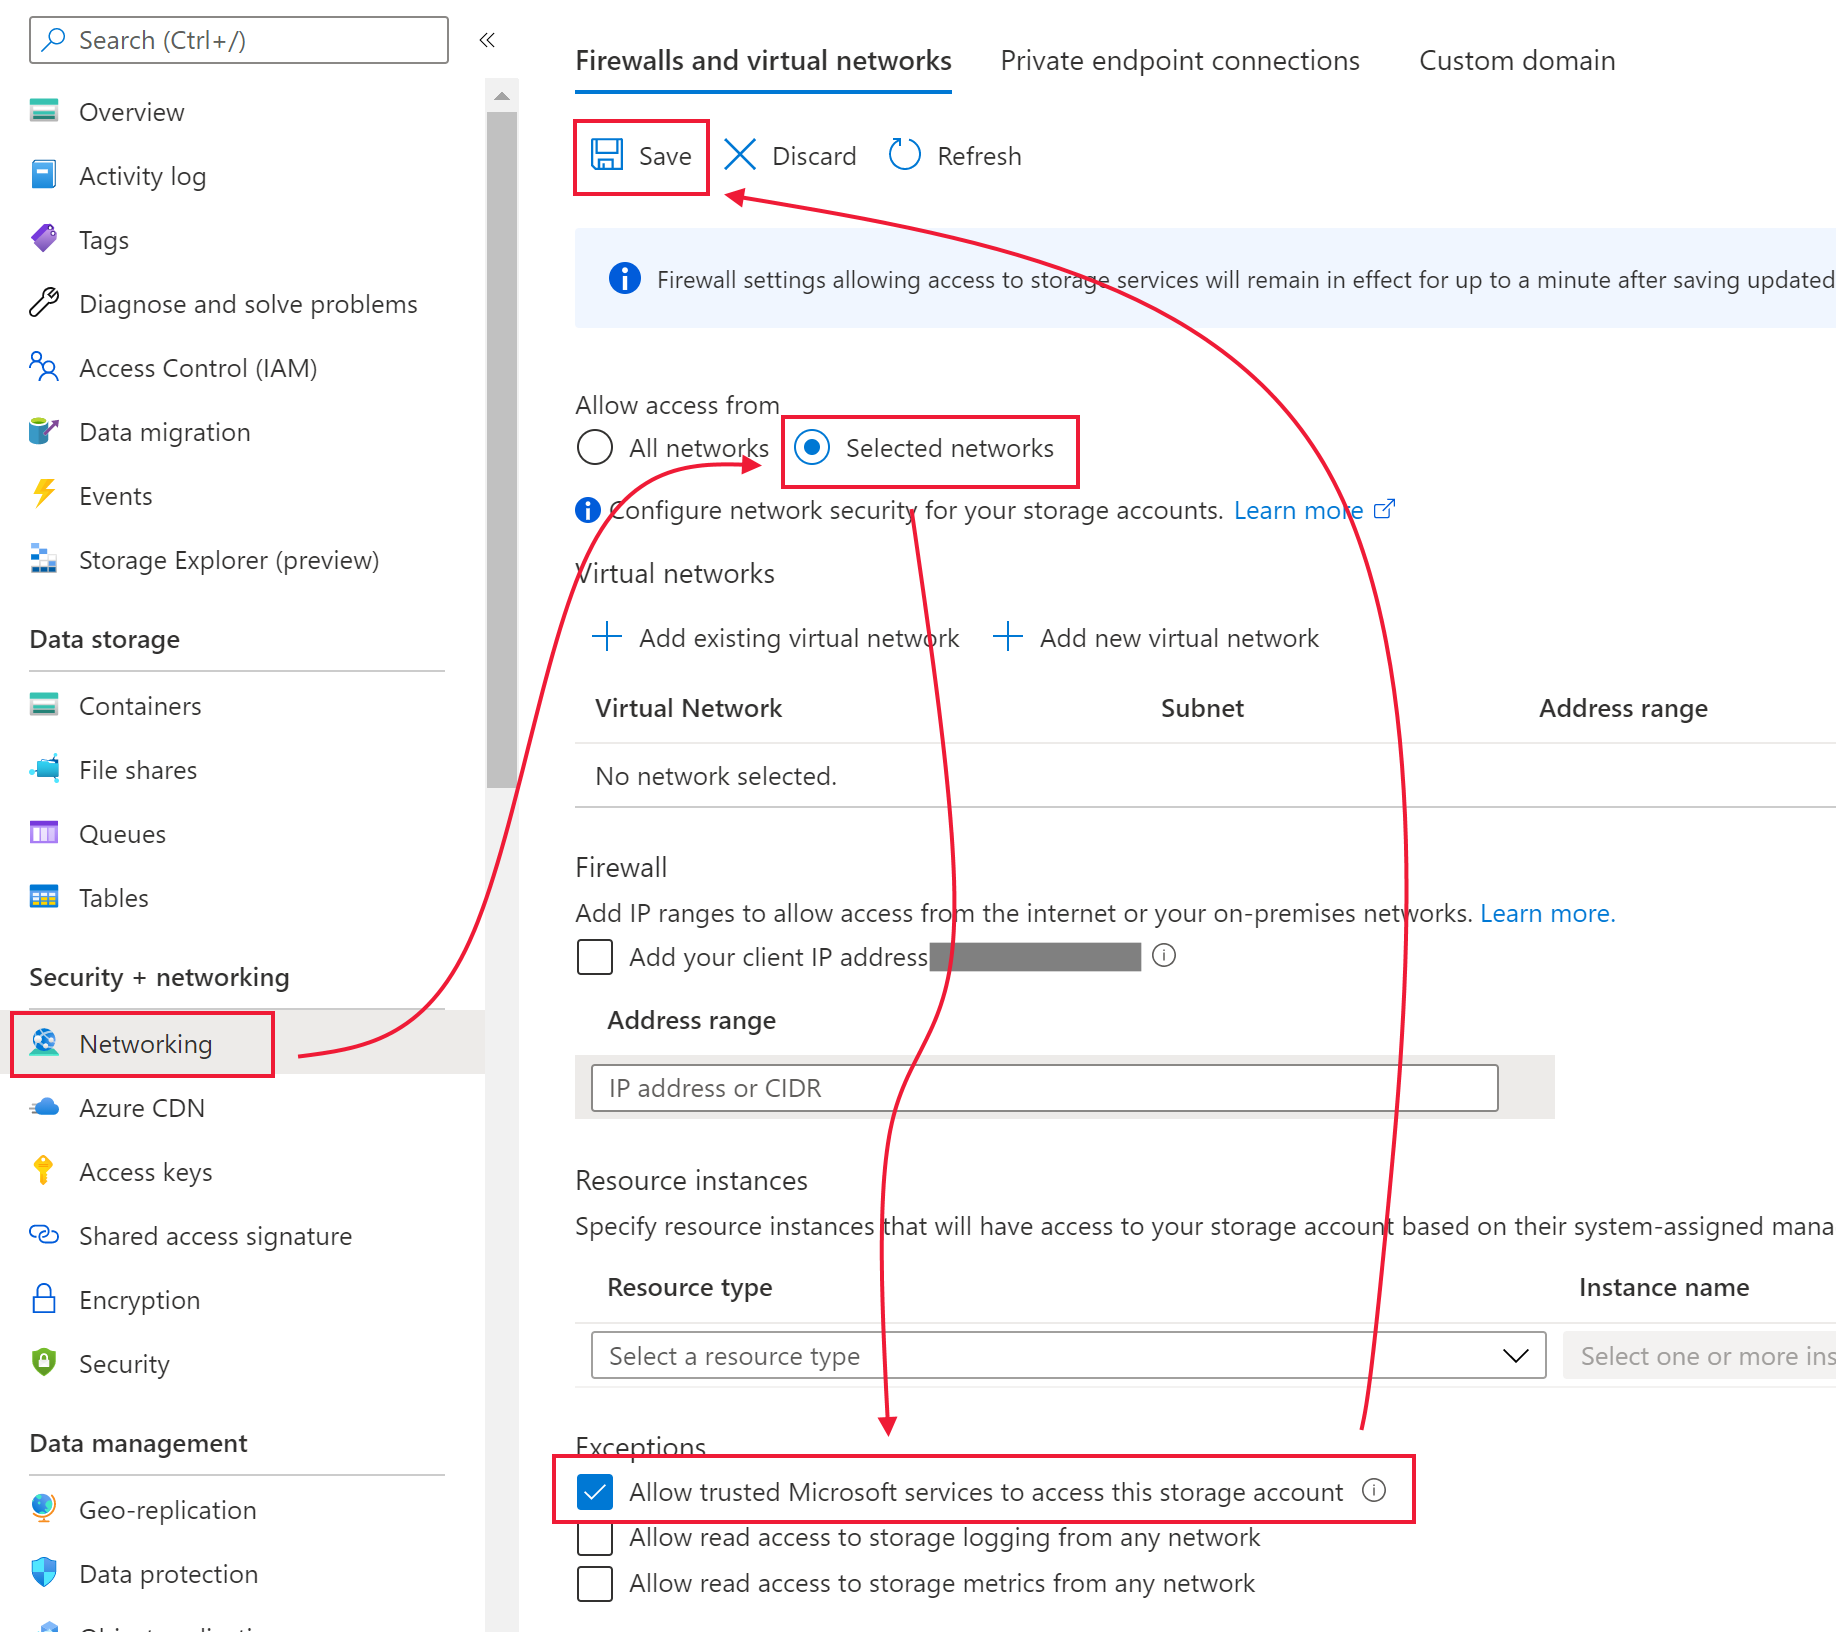 Search (Ctrl+/)
«
Overview
Activity log
Tags
Diagnose and solve problems
Access Control (IAM)
Data migration
Events
Storage Explorer (preview)
Data storage
Containers
File shares
Queues
Tables
Security + networking
Networking
Azure CDN
Access keys
Shared access signature
Encryption
Security
Data management
Geo-replication
Data protection
Firewalls and virtual networks
Private endpoint connections
Custom domain
Save
Discard
Refresh
Firewall settings allowing access to storage services will remain in effect for up to a minute after saving updated
Allow access from
All networks
Selected networks
Configure network security for your storage accounts. Learn more
Virtual networks
Add existing virtual network
Add new virtual network
Virtual Network
Subnet
Address range
No network selected.
Firewall
Add IP ranges to allow access from the internet or your on-premises networks. Learn more.
Add your client IP address
Address range
IP address or CIDR
Resource instances
Specify resource instances that will have access to your storage account based on their system-assigned mana
Resource type
Instance name
Select a resource type
Select one or more ins
Exceptions
Allow trusted Microsoft services to access this storage account
Allow read access to storage logging from any network
Allow read access to storage metrics from any network